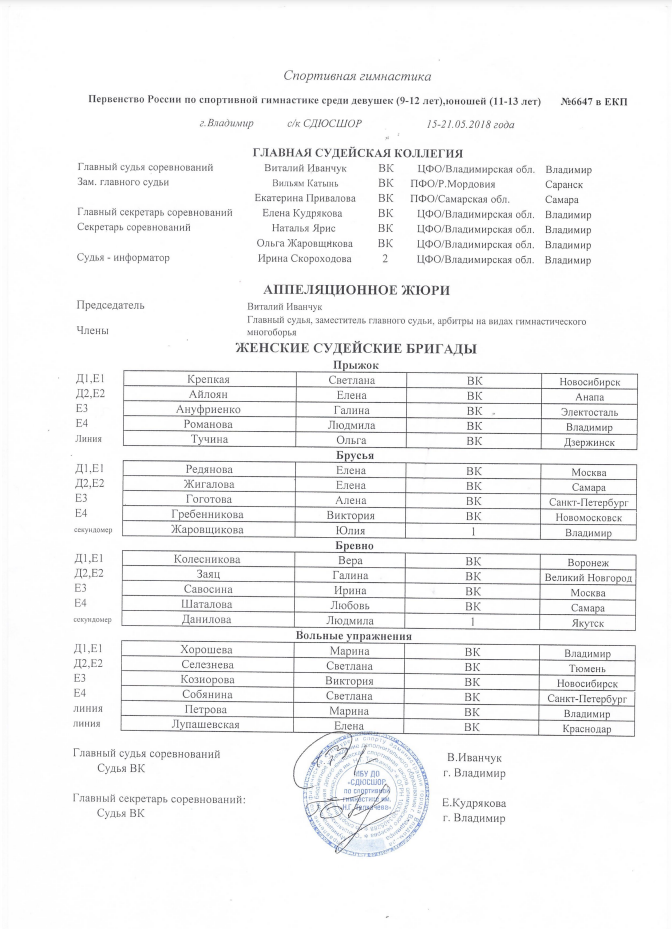 Спортивная гимнастика
Первенство России по спортивной гимнастике среди девушек (9-12 лет),юношей (11-13 лет) №6647 в ЕКП
г.Владимир с/к СДЮСШОР 15-21.05.2018 года
ГЛАВНАЯ СУДЕЙСКАЯ КОЛЛЕГИЯ
Главный судья соревнований Виталий Иванчук ВК ЦФО/Владимирская обл. Владимир
Зам. главного судьи Вильям Катынь ВК ПФО/Р.Мордовия Саранск
Екатерина Привалова ВК ПФО/Самарская обл. Самара
Главный секретарь соревнований Елена Кудрякова ВК ЦФО/Владимирская обл. Владимир
Секретарь соревнований Наталья Ярис ВК ЦФО/Владимирская обл. Владимир
Ольга Жаровщикова ВК ЦФО/Владимирская обл. Владимир
Судья - информатор Ирина Скороходова 2 ЦФО/Владимирская обл. Владимир
АППЕЛЯЦИОННОЕ ЖЮРИ
Председатель Виталий Иванчук
Члены Главный судья, заместитель главного судьи, арбитры на видах гимнастического
многоборья
ЖЕНСКИЕ СУДЕЙСКИЕ БРИГАДЫ
Прыжок
Д1,Е1 Крепкая Светлана ВК Новосибирск
Д2,Е2 Айлоян Елена ВК Анапа
Е3 Ануфриенко Галина ВК Электосталь
Е4 Романова Людмила ВК Владимир
Линия Тучина Ольга ВК Дзержинск
Брусья
Д1,Е1 Редянова Елена ВК Москва
Д2,Е2 Жигалова Елена ВК Самара
Е3 Гоготова Алена ВК Санкт-Петербург
Е4 Гребенникова Виктория ВК Новомосковск
секундомер Жаровщикова Юлия 1 Владимир
Бревно
Д1,Е1 Колесникова Вера ВК Воронеж
Д2,Е2 Заяц Галина ВК Великий Новгород
Е3 Савосина Ирина ВК Москва
Е4 Шаталова Любовь ВК Самара
секундомер Данилова Людмила 1 Якутск
Вольные упражнения
Д1,Е1 Хорошева Марина ВК Владимир
Д2,Е2 Селезнева Светлана ВК Тюмень
Е3 Козиорова Виктория ВК Новосибирск
Е4 Собянина Светлана ВК Санкт-Петербург
линия Петрова Марина ВК Владимир
линия Лупашевская Елена ВК Краснодар
Главный судья соревнований В.Иванчук
Судья ВК г. Владимир
Главный секретарь соревнований: Е.Кудрякова
Судья ВК г. Владимир
МБУ ДО
«СДЮСШОР
по спортивной
гимнастике им.